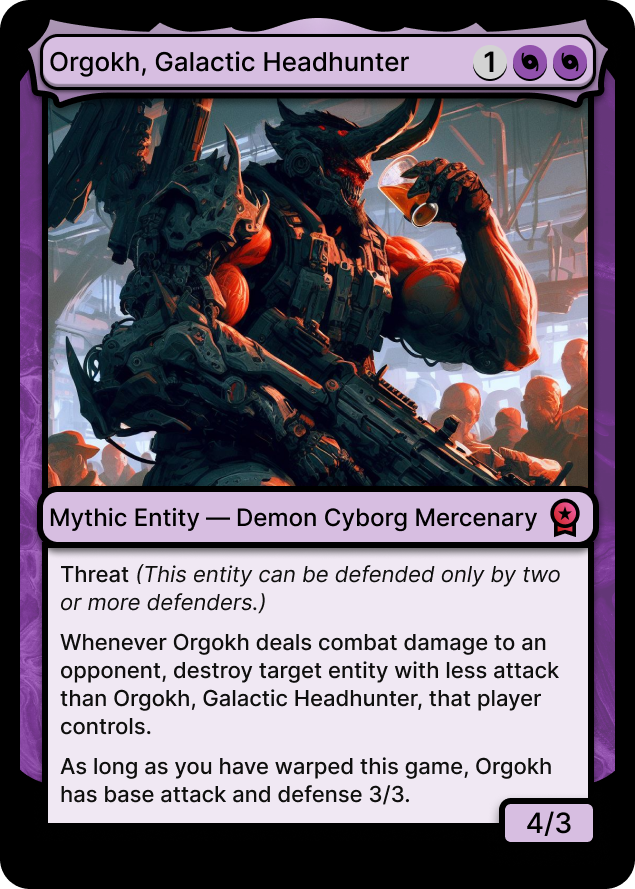 Orgokh, Galactic Headhunter 1
Mythic Entity — Demon Cyborg Mercenary
Threat (This entity can be defended only by two
or more defenders.)
Whenever Orgokh deals combat damage to an
opponent, destroy target entity with less attack
than Orgokh, Galactic Headhunter, that player
controls.
As long as you have warped this game, Orgokh
has base attack and defense 3/3.
4/3